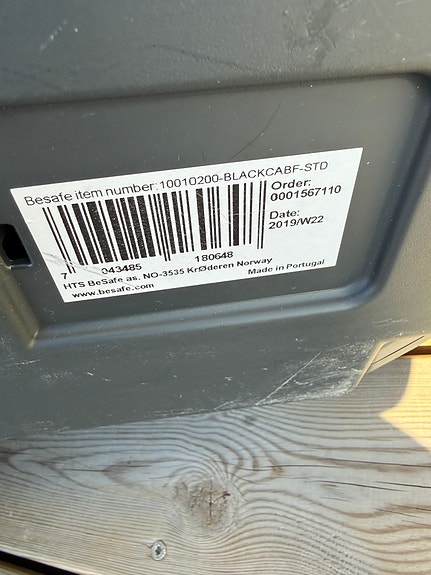 Besafe item number:10010200-BLACKCABF-STD
Order:
0001567110
Date:
2019/W22
7 043485 180648
HTS BeSafe as. NO-3535 KrØderen Norway
Made in Portugal
www.besafe.com